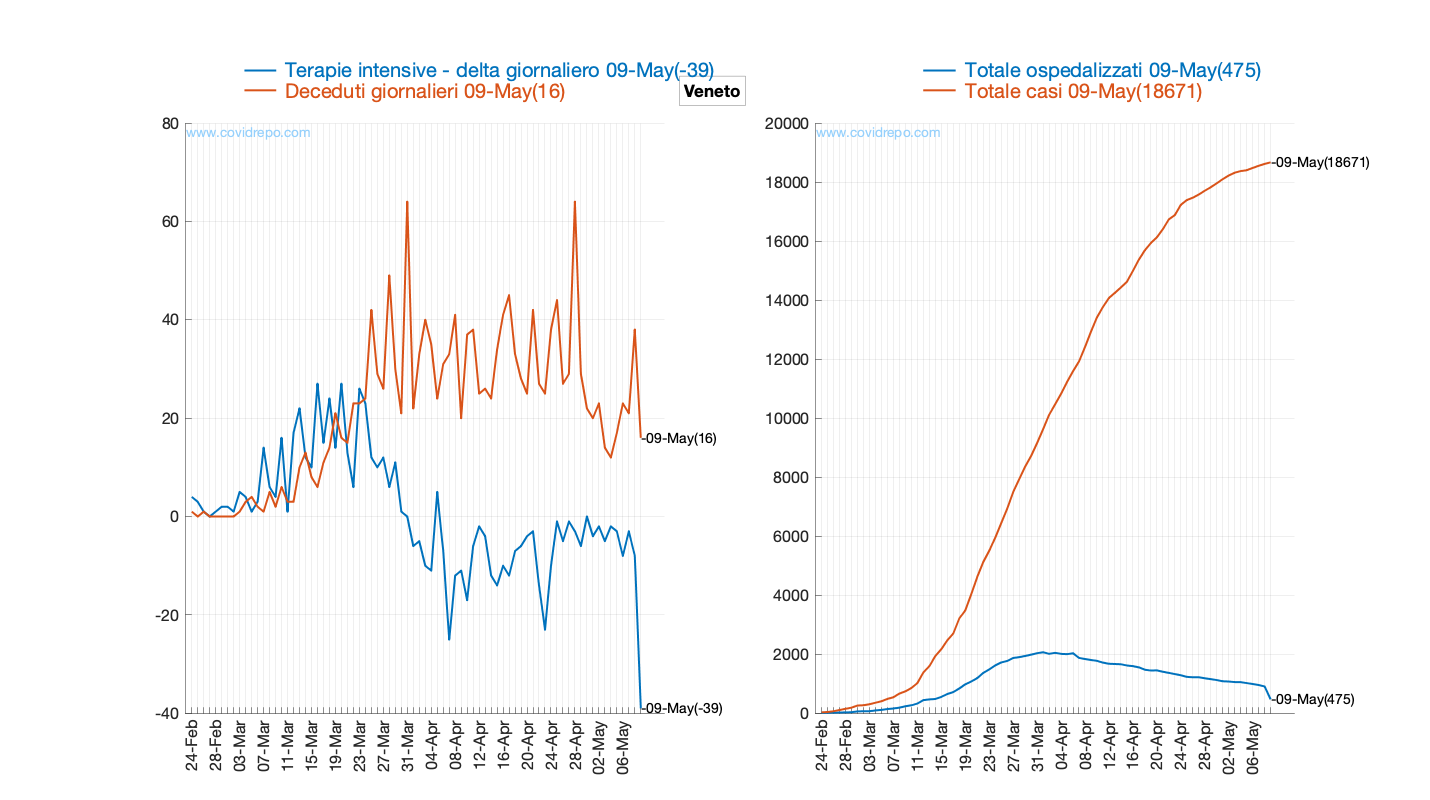 Terapie intensive - delta giornaliero 09-May(-39)
Deceduti giornalieri 09-May(16)
Veneto
Totale ospedalizzati 09-May(475)
Totale casi 09-May(18671)
www.covidrepo.com
80
60
40
20
0
-20
-40
-09-May(16)
-09-May(-39)
24-Feb
28-Feb
03-Mar
07-Mar
11-Mar
15-Mar
19-Mar
23-Mar
27-Mar
31-Mar
04-Apr
08-Apr
12-Apr
16-Apr
20-Apr
24-Apr
28-Apr
02-May
06-May
www.covidrepo.com
20000
18000
16000
14000
12000
10000
8000
6000
4000
2000
0
-09-May(18671)
-09-May(475)
24-Feb
28-Feb
03-Mar
07-Mar
11-Mar
15-Mar
19-Mar
23-Mar
27-Mar
31-Mar
04-Apr
08-Apr
12-Apr
16-Apr
20-Apr
24-Apr
28-Apr
02-May
06-May